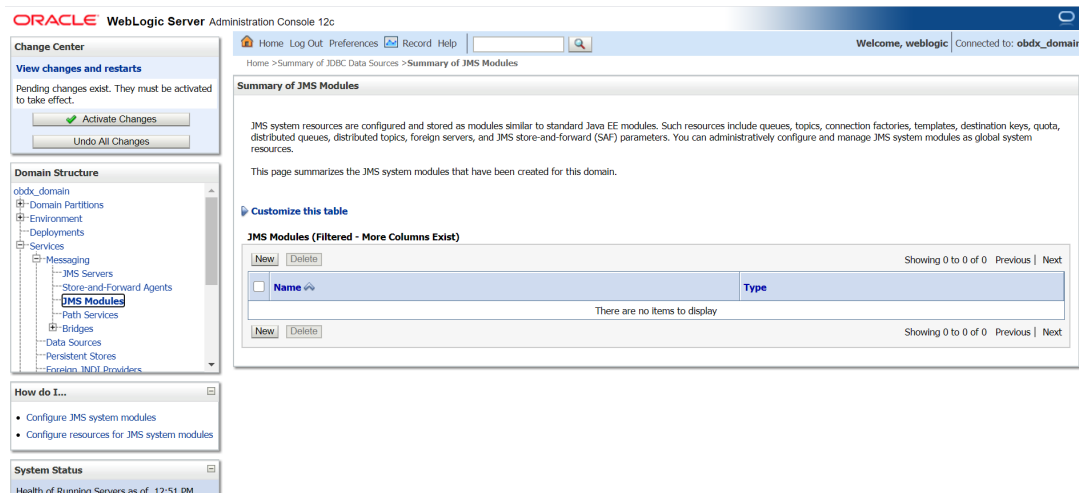 ORACLE WebLogic Server Administration Console 12c
Change Center
View changes and restarts
Pending changes exist. They must be activated
to take effect.
Activate Changes
Undo All Changes
Domain Structure
obdx_domain
Domain Partitions
Environment
Deployments
Services
Messaging
JMS Servers
Store-and-Forward Agents
JMS Modules
Path Services
Bridges
Data Sources
Persistent Stores
Foreign JNDI Providers
How do I...
Configure JMS system modules
Configure resources for JMS system modules
System Status
Health of Running Servers as of 12:51 PM
Home Log Out Preferences Record Help
Welcome, weblogic Connected to: obdx_domain
Home >Summary of JDBC Data Sources >Summary of JMS Modules
Summary of JMS Modules
JMS system resources are configured and stored as modules similar to standard Java EE modules. Such resources include queues, topics, connection factories, templates, destination keys, quota,
distributed queues, distributed topics, foreign servers, and JMS store-and-forward (SAF) parameters. You can administratively configure and manage JMS system modules as global system
resources.
This page summarizes the JMS system modules that have been created for this domain.
Customize this table
JMS Modules (Filtered - More Columns Exist)
New Delete Showing 0 to 0 of 0 Previous | Next
Name Type
There are no items to display
New Delete Showing 0 to 0 of 0 Previous | Next